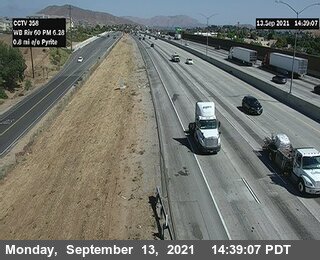 CCTV 358
WB Riv 60 PM 6.28
0.6 mi e/o Pyrite
13 Sep 2021  14:39:07
Monday, September 13, 2021  14:39:07 PDT